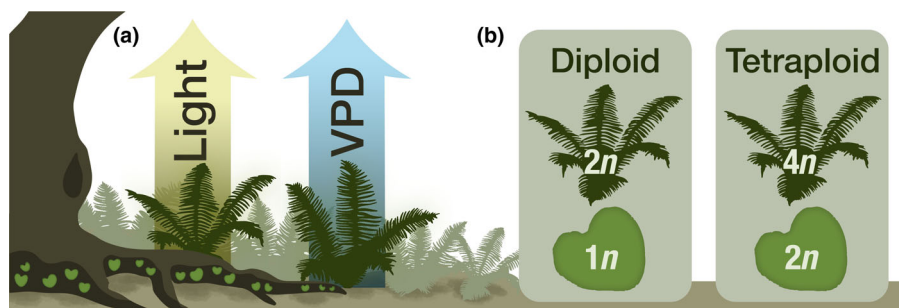 (a)
Light
VPD
(b)
Diploid
2n
1n
Tetraploid
4n
2n